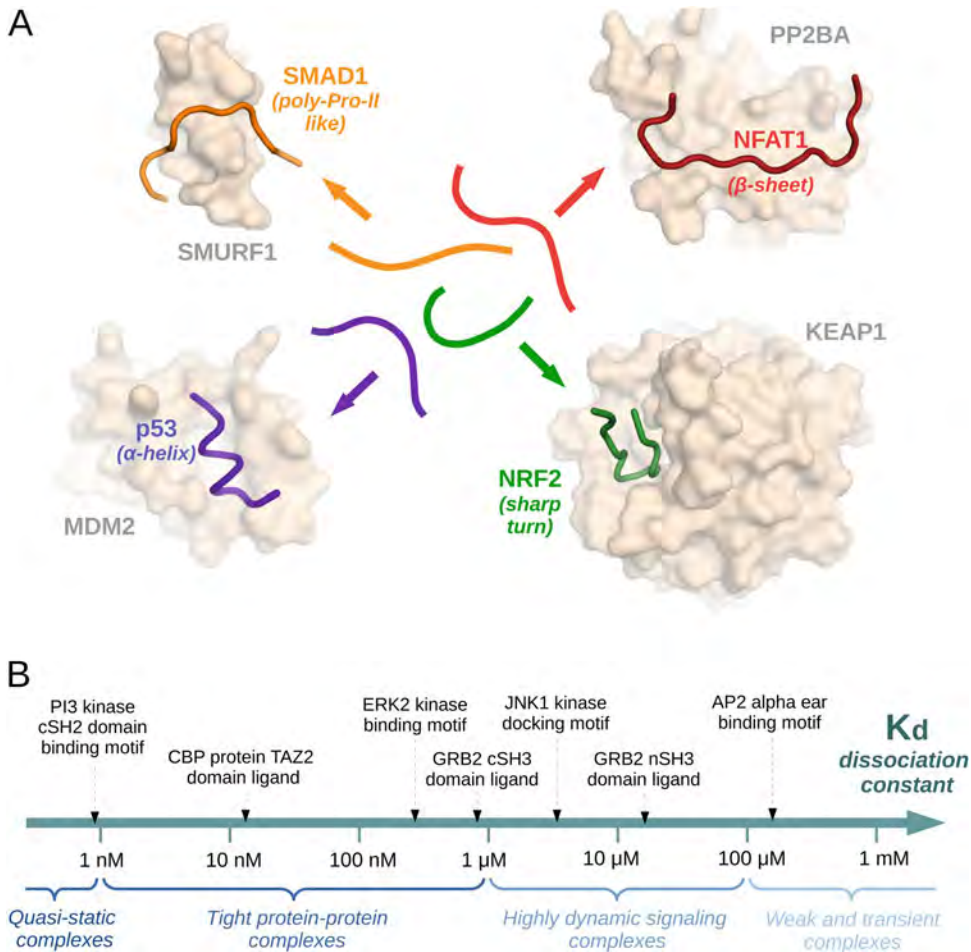 A
SMAD1
(poly-Pro-II
like)
SMURF1
PP2BA
NFAT1
(β-sheet)
p53
(α-helix)
MDM2
KEAP1
NRF2
(sharp
turn)
B
PI3 kinase
cSH2 domain
binding motif
CBP protein TAZ2
domain ligand
ERK2 kinase
binding motif
GRB2 cSH3
domain ligand
JNK1 kinase
docking motif
GRB2 nSH3
domain ligand
AP2 alpha ear
binding motif
Kd
dissociation
constant
1 nM
10 nM
100 nM
1 µM
10 µM
100 µM
1 mM
Quasi-static
complexes
Tight protein-protein
complexes
Highly dynamic signaling
complexes
Weak and transient
complexes